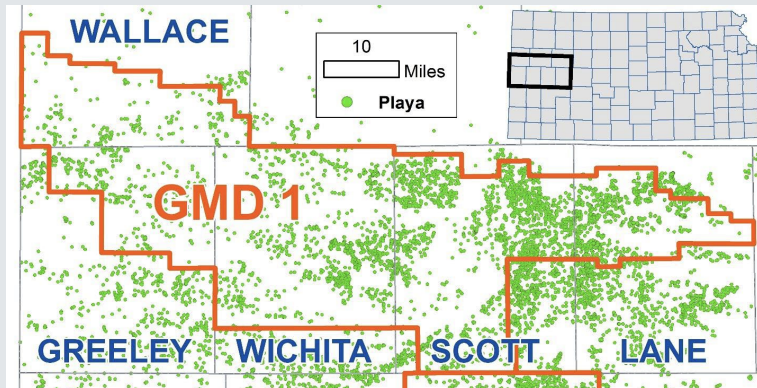 WALLACE
10
Miles
Playa
GMD 1
GREELEY WICHITA SCOTT LANE